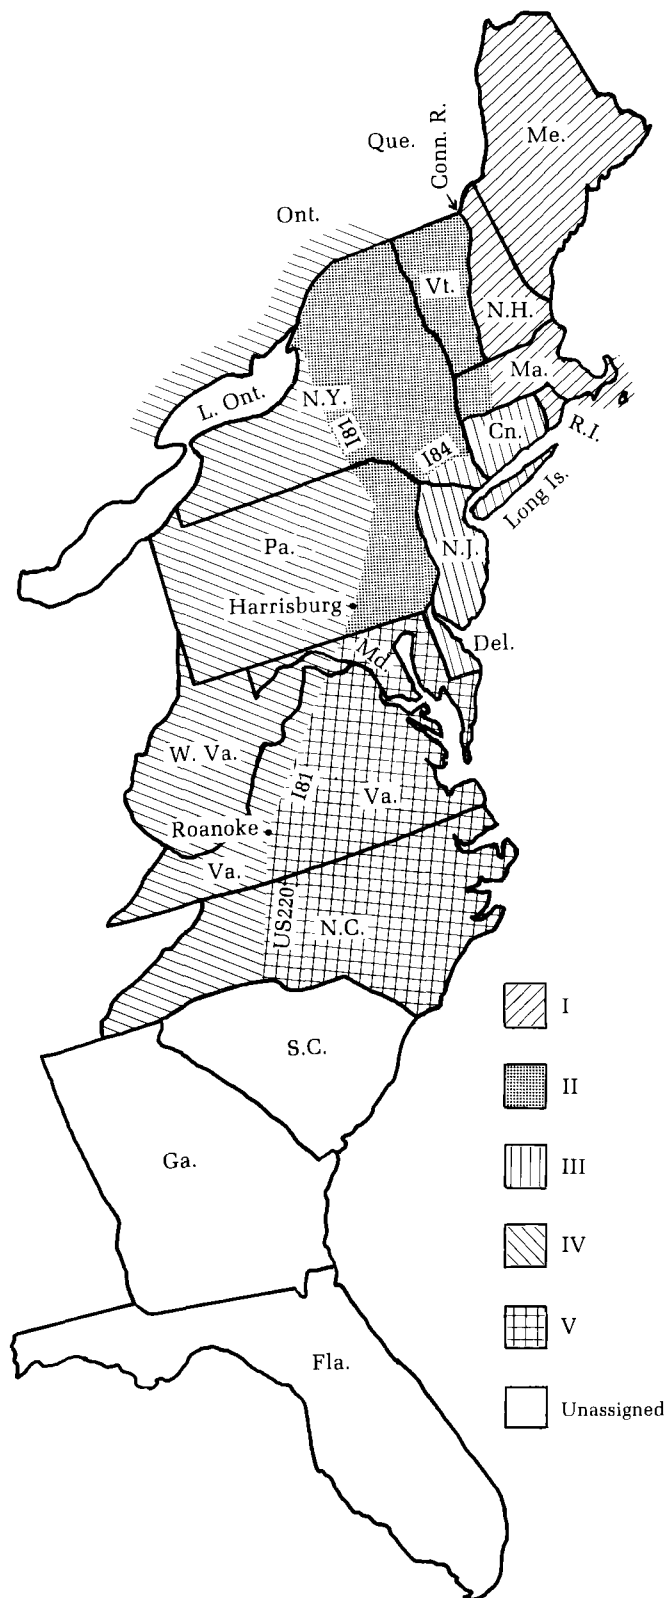 Me.
Conn. R.
Que.
Ont.
Vt.
N.H.
Ma.
L. Ont.
N.Y.
Cn.
R.I.
I81
I84
Long Is.
Pa.
N.J.
Harrisburg
Del.
Md.
W. Va.
I81
Va.
Roanoke
Va.
US220
N.C.
S.C.
Ga.
Fla.
I
II
III
IV
V
Unassigned